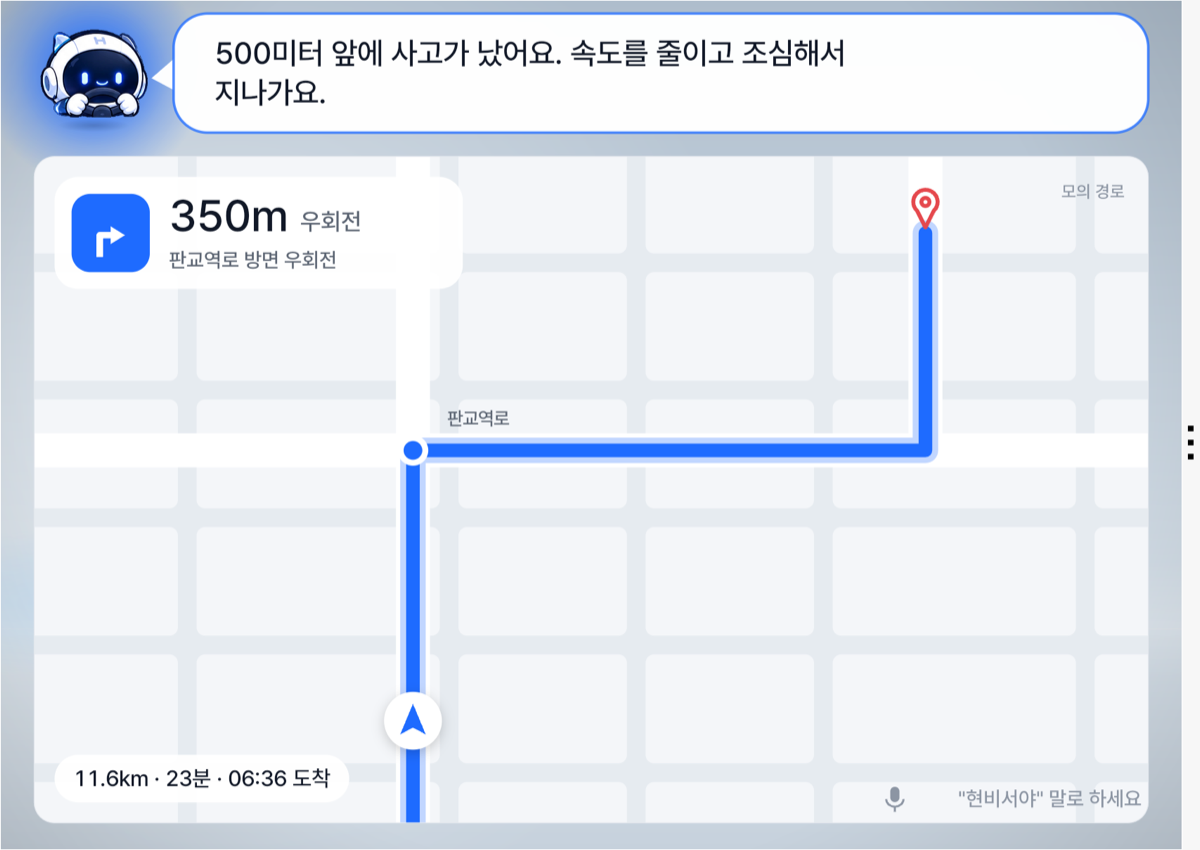 500미터 앞에 사고가 났어요. 속도를 줄이고 조심해서
지나가요.
350m 우회전
판교역로 방면 우회전
모의 경로
판교역로
11.6km · 23분 · 06:36 도착
"현비서야" 말로 하세요